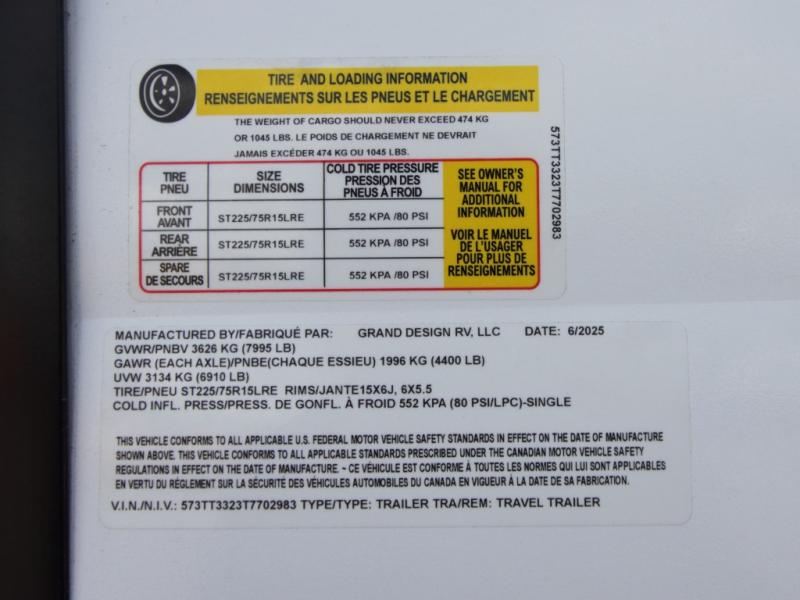 TIRE AND LOADING INFORMATION
RENSEIGNEMENTS SUR LES PNEUS ET LE CHARGEMENT
THE WEIGHT OF CARGO SHOULD NEVER EXCEED 474 KG
OR 1045 LBS. LE POIDS DE CHARGEMENT NE DEVRAIT
JAMAIS EXCÉDER 474 KG OU 1045 LBS.
TIRE
PNEU
SIZE
DIMENSIONS
COLD TIRE PRESSURE
PRESSION DES
PNEUS À FROID
FRONT
AVANT
ST225/75R15LRE
552 KPA /80 PSI
REAR
ARRIÈRE
ST225/75R15LRE
552 KPA /80 PSI
SPARE
DE SECOURS
ST225/75R15LRE
552 KPA /80 PSI
SEE OWNER'S
MANUAL FOR
ADDITIONAL
INFORMATION
VOIR LE MANUEL
DE L'USAGER
POUR PLUS DE
RENSEIGNEMENTS
573TT3323T7702983
MANUFACTURED BY/FABRIQUÉ PAR: GRAND DESIGN RV, LLC DATE: 6/2025
GVWR/PNBV 3626 KG (7995 LB)
GAWR (EACH AXLE)/PNBE(CHAQUE ESSIEU) 1996 KG (4400 LB)
UVW 3134 KG (6910 LB)
TIRE/PNEU ST225/75R15LRE RIMS/JANTE15X6J, 6X5.5
COLD INFL. PRESS/PRESS. DE GONFL. À FROID 552 KPA (80 PSI/LPC)-SINGLE
THIS VEHICLE CONFORMS TO ALL APPLICABLE U.S. FEDERAL MOTOR VEHICLE SAFETY STANDARDS IN EFFECT ON THE DATE OF MANUFACTURE
SHOWN ABOVE. THIS VEHICLE CONFORMS TO ALL APPLICABLE STANDARDS PRESCRIBED UNDER THE CANADIAN MOTOR VEHICLE SAFETY
REGULATIONS IN EFFECT ON THE DATE OF MANUFACTURE. ~ CE VÉHICULE EST CONFORME À TOUTES LES NORMES QUI LUI SONT APPLICABLES
EN VERTU DU RÉGLEMENT SUR LA SÉCURITÉ DES VÉHICULES AUTOMOBILES DU CANADA EN VIGUEUR À LA DATE DE SA FABRICATION.
V.I.N./N.I.V.: 573TT3323T7702983 TYPE/TYPE: TRAILER TRA/REM: TRAVEL TRAILER